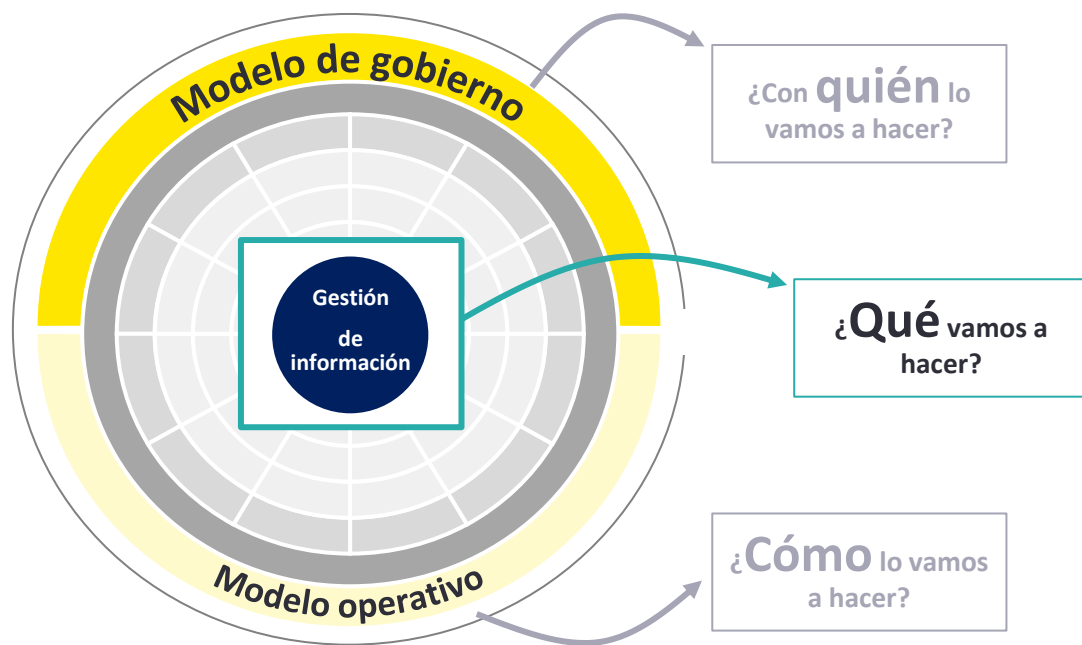 Modelo de gobierno
¿Con quién lo
vamos a hacer?
Gestión
de
información
¿Qué vamos a
hacer?
Modelo operativo
¿Cómo lo vamos
a hacer?